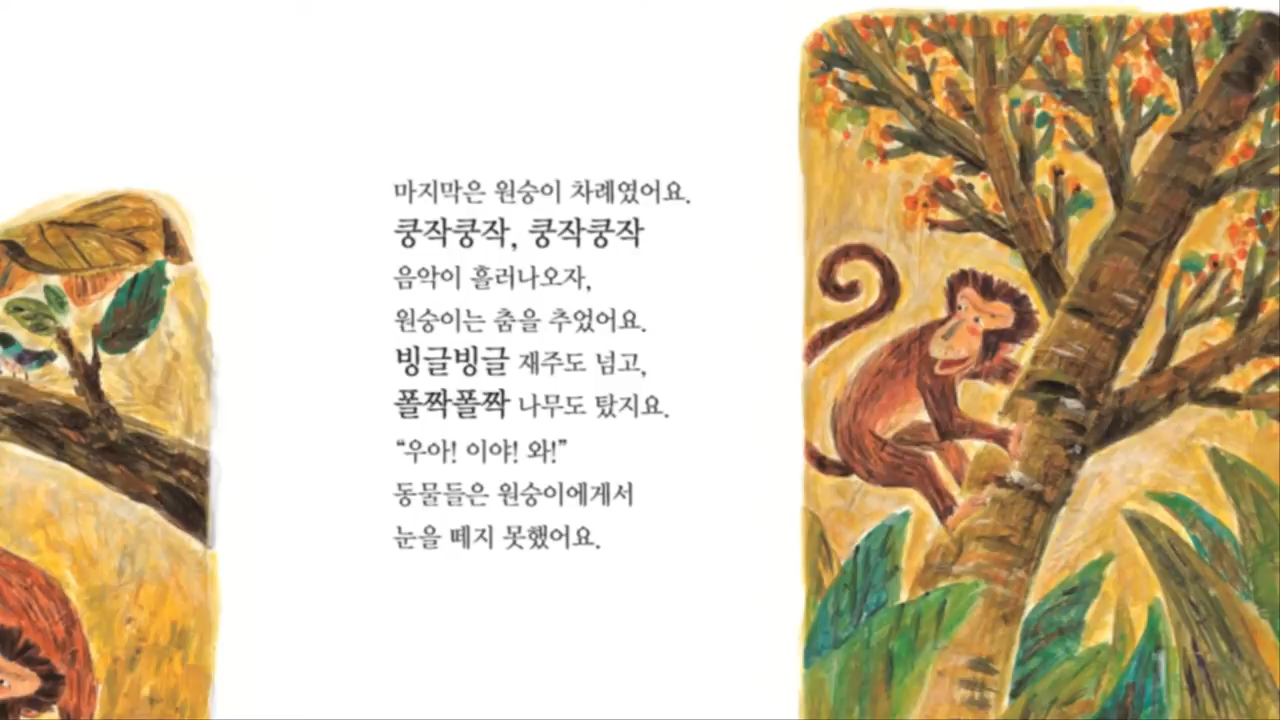 마지막은 원숭이 차례였어요.
쿵작쿵작, 쿵작쿵작
음악이 흘러나오자,
원숭이는 춤을 추었어요.
빙글빙글 재주도 넘고,
폴짝폴짝 나무도 탔지요.
“우아! 이야! 와!”
동물들은 원숭이에게서
눈을 떼지 못했어요.